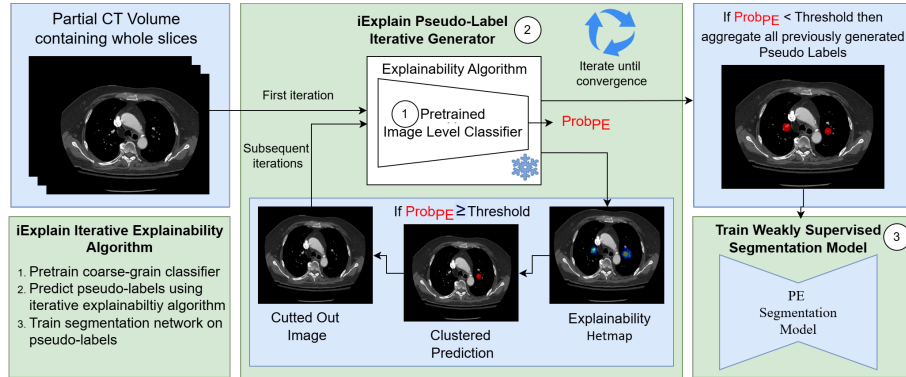 Partial CT Volume
containing whole slices
iExplain Iterative Explainability
Algorithm
1. Pretrain coarse-grain classifier
2. Predict pseudo-labels using
iterative explainabiltiy algorithm
3. Train segmentation network on
pseudo-labels
iExplain Pseudo-Label
Iterative Generator
2
Iterate until
convergence
Explainability Algorithm
First iteration
1
Pretrained
Image Level Classifier
ProbPE
Subsequent
iterations
If ProbPE ≥ Threshold
Cutted Out
Image
Clustered
Prediction
Explainability
Hetmap
If ProbPE < Threshold then
aggregate all previously generated
Pseudo Labels
Train Weakly Supervised
Segmentation Model
3
PE
Segmentation
Model